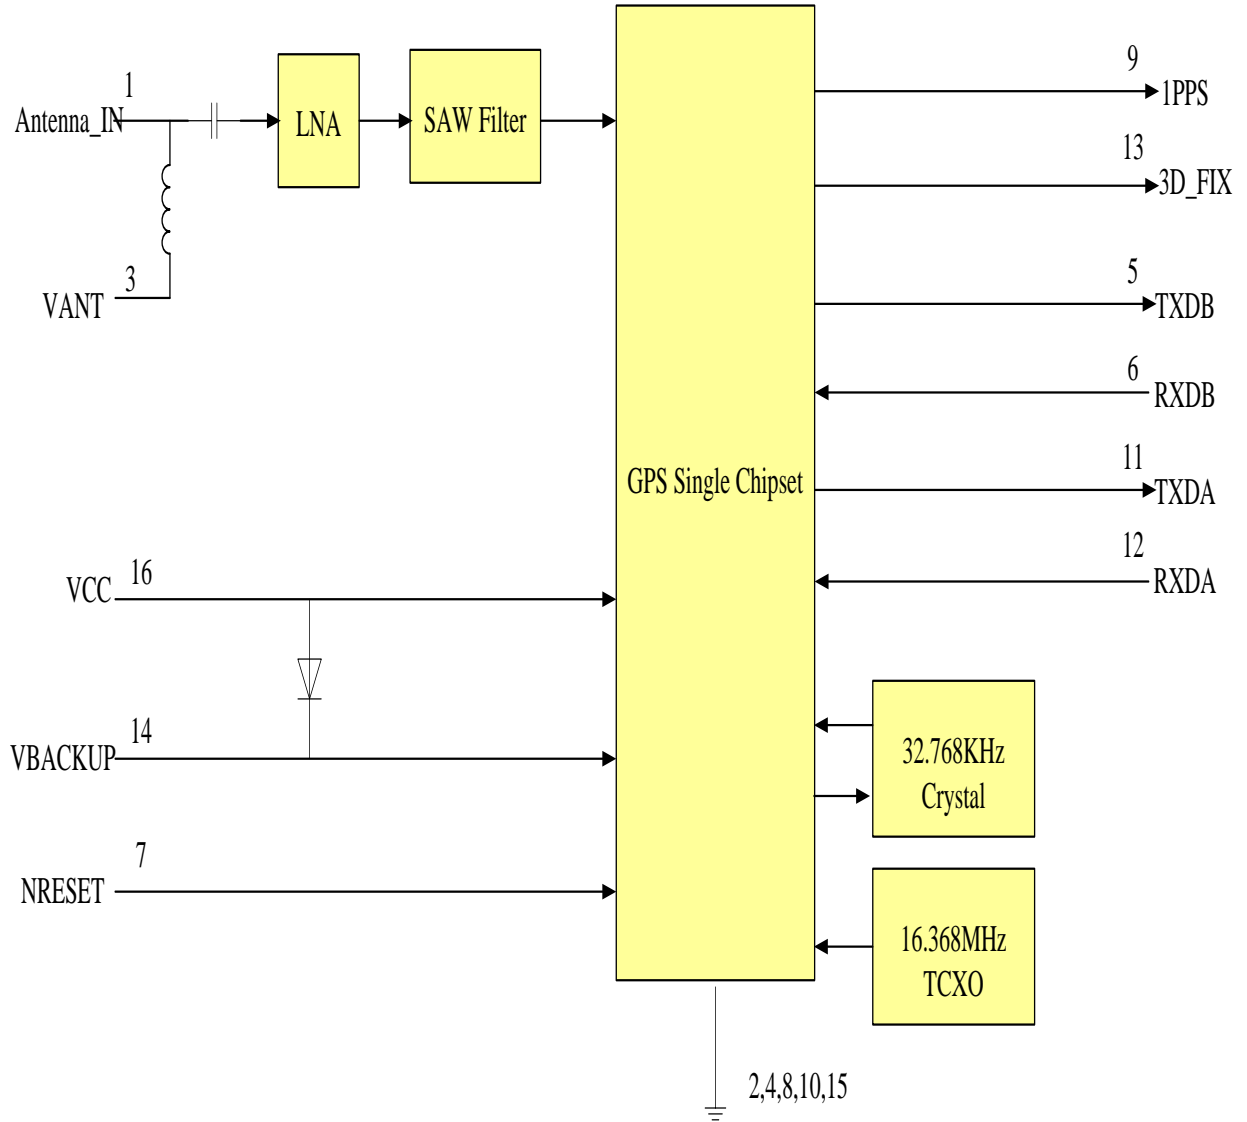 1
Antenna_IN
LNA
SAW Filter
3
VANT
9
1PPS
13
3D_FIX
5
TXDB
6
RXDB
GPS Single Chipset
11
TXDA
12
RXDA
16
VCC
14
VBACKUP
7
NRESET
32.768KHz
Crystal
16.368MHz
TCXO
2,4,8,10,15